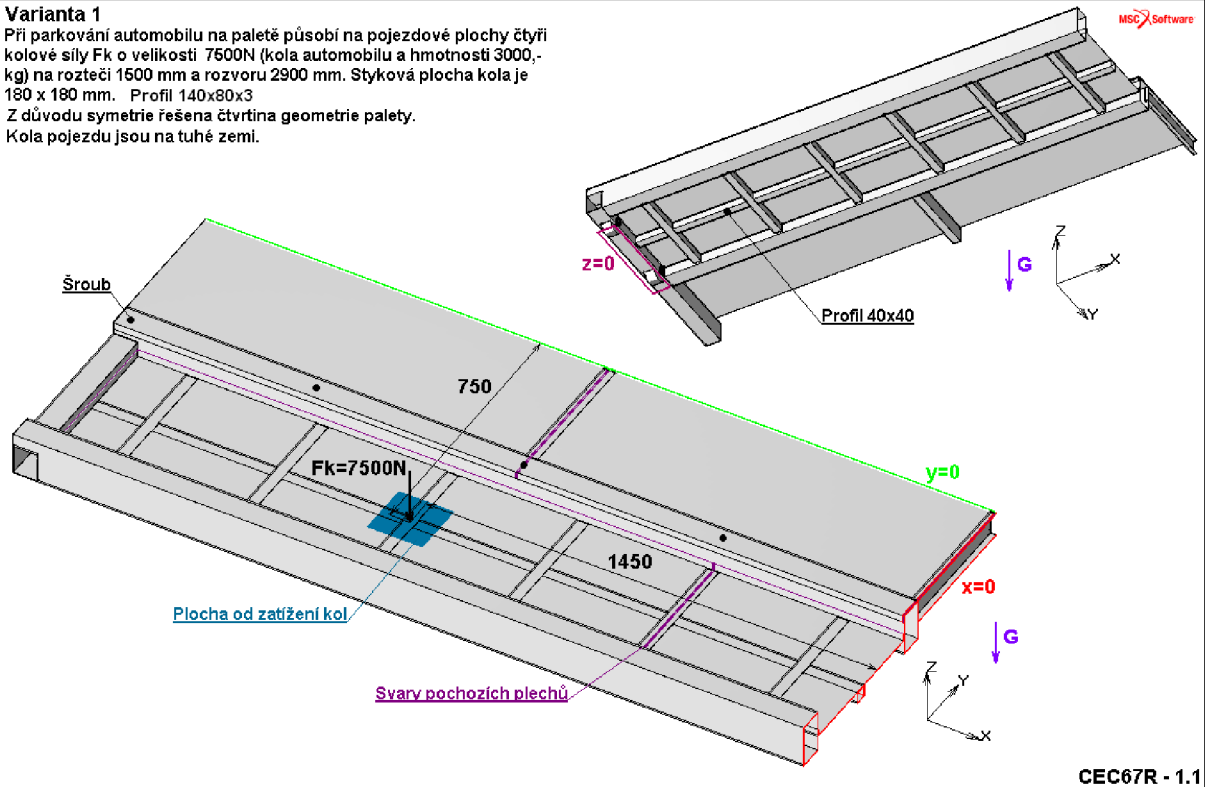 Varianta 1
MSC Software
Při parkování automobilu na paletě působí na pojezdové plochy čtyři
kolové síly Fk o velikosti 7500N (kola automobilu a hmotnosti 3000,-
kg) na rozteči 1500 mm a rozvoru 2900 mm. Styková plocha kola je
180 x 180 mm. Profil 140x80x3
Z důvodu symetrie řešena čtvrtina geometrie palety.
Kola pojezdu jsou na tuhé zemi.
z=0
G
Z
X
Y
Profil 40x40
Šroub
750
Fk=7500N
y=0
1450
x=0
Plocha od zatížení kol
G
Z
Y
X
Svary pochozích plechů
CEC67R - 1.1